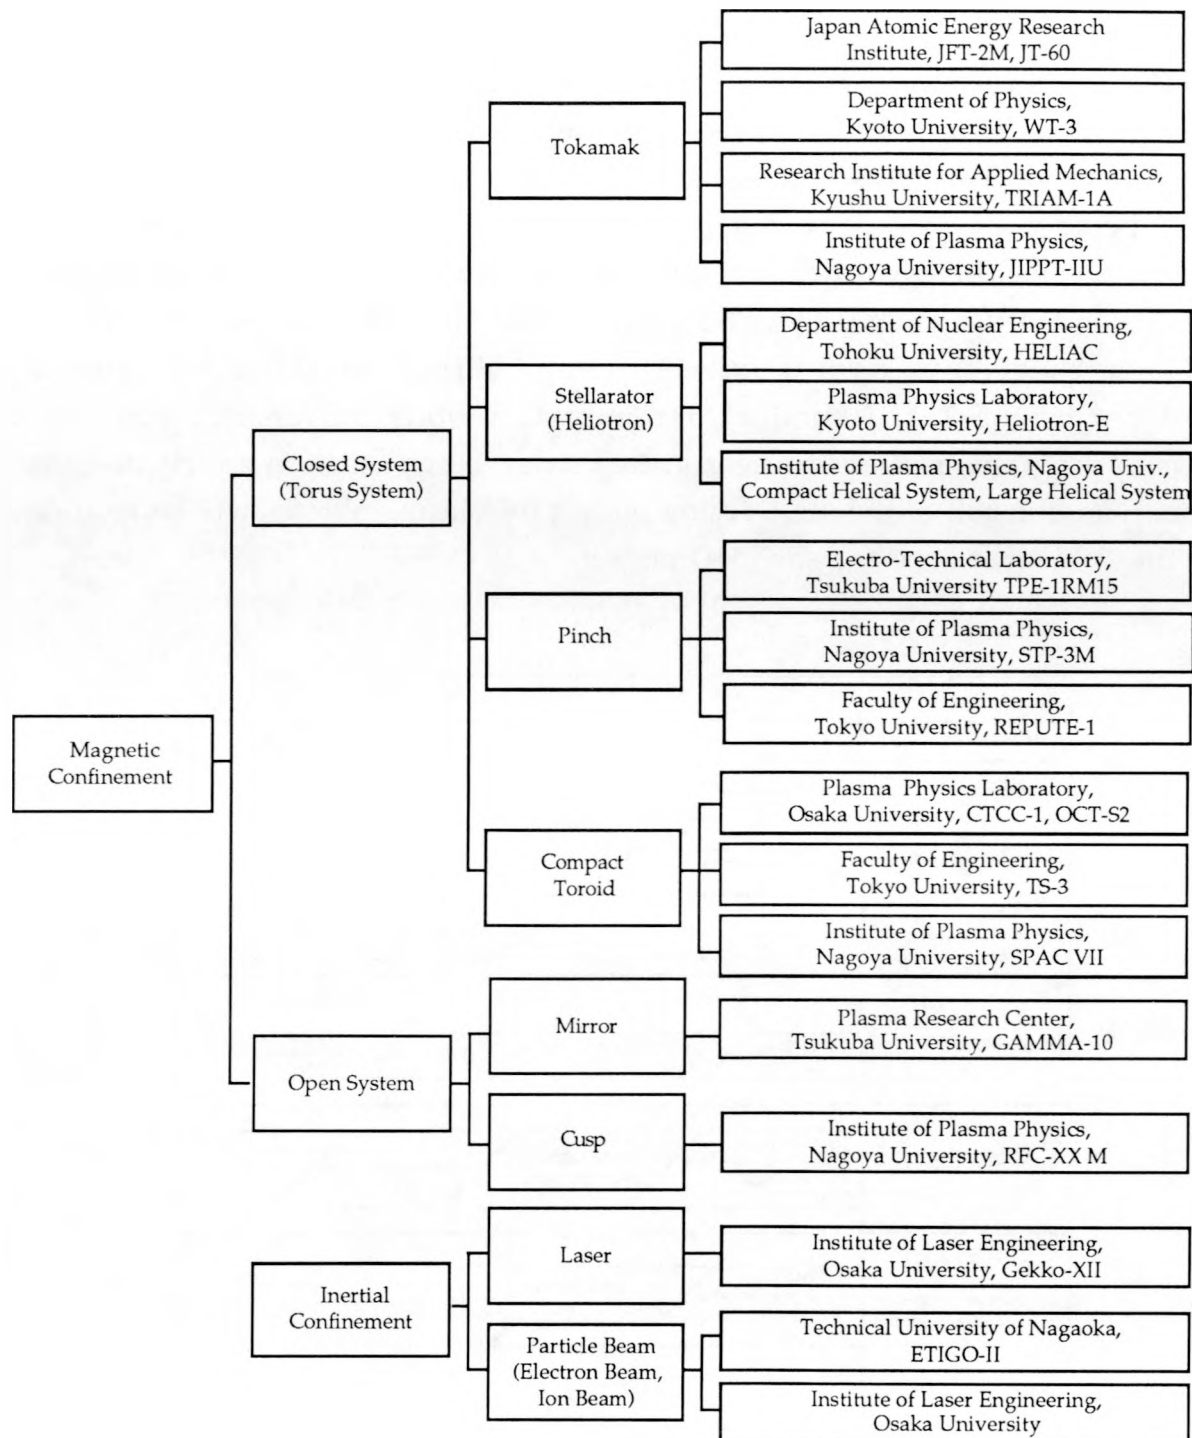 Japan Atomic Energy Research
Institute, JFT-2M, JT-60
Department of Physics,
Kyoto University, WT-3
Tokamak
Research Institute for Applied Mechanics,
Kyushu University, TRIAM-1A
Institute of Plasma Physics,
Nagoya University, JIPPT-IIU
Department of Nuclear Engineering,
Tohoku University, HELIAC
Stellarator
(Heliotron)
Plasma Physics Laboratory,
Kyoto University, Heliotron-E
Closed System
(Torus System)
Institute of Plasma Physics, Nagoya Univ.,
Compact Helical System, Large Helical System
Electro-Technical Laboratory,
Tsukuba University TPE-1RM15
Pinch
Institute of Plasma Physics,
Nagoya University, STP-3M
Faculty of Engineering,
Tokyo University, REPUTE-1
Magnetic
Confinement
Plasma Physics Laboratory,
Osaka University, CTCC-1, OCT-S2
Compact
Toroid
Faculty of Engineering,
Tokyo University, TS-3
Institute of Plasma Physics,
Nagoya University, SPAC VII
Mirror
Plasma Research Center,
Tsukuba University, GAMMA-10
Open System
Cusp
Institute of Plasma Physics,
Nagoya University, RFC-XX M
Laser
Institute of Laser Engineering,
Osaka University, Gekko-XII
Inertial
Confinement
Particle Beam
(Electron Beam,
Ion Beam)
Technical University of Nagaoka,
ETIGO-II
Institute of Laser Engineering,
Osaka University